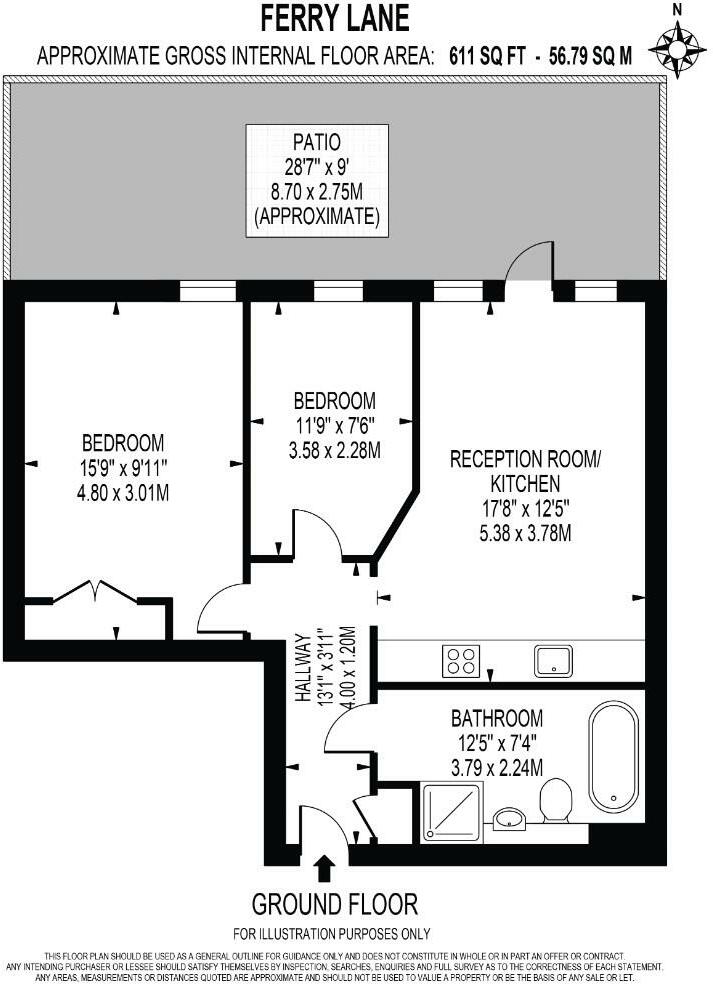 FERRY LANE
N
APPROXIMATE GROSS INTERNAL FLOOR AREA: 611 SQ FT - 56.79 SQ M
PATIO
28'7" x 9'
8.70 x 2.75M
(APPROXIMATE)
BEDROOM
11'9" x 7'6"
3.58 x 2.28M
BEDROOM
15'9" x 9'11"
4.80 x 3.01M
RECEPTION ROOM/
KITCHEN
17'8" x 12'5"
5.38 x 3.78M
HALLWAY
13'1" x 3'11"
4.00 x 1.20M
BATHROOM
12'5" x 7'4"
3.79 x 2.24M
GROUND FLOOR
FOR ILLUSTRATION PURPOSES ONLY
THIS FLOOR PLAN SHOULD BE USED AS A GENERAL OUTLINE FOR GUIDANCE ONLY AND DOES NOT CONSTITUTE IN WHOLE OR IN PART AN OFFER OR CONTRACT.
ANY INTENDING PURCHASER OR LESSEE SHOULD SATISFY THEMSELVES BY INSPECTION, SEARCHES, ENQUIRIES AND FULL SURVEY AS TO THE CORRECTNESS OF EACH STATEMENT.
ANY AREAS, MEASUREMENTS OR DISTANCES QUOTED ARE APPROXIMATE AND SHOULD NOT BE USED TO VALUE A PROPERTY OR BE THE BASIS OF ANY SALE OR LET.